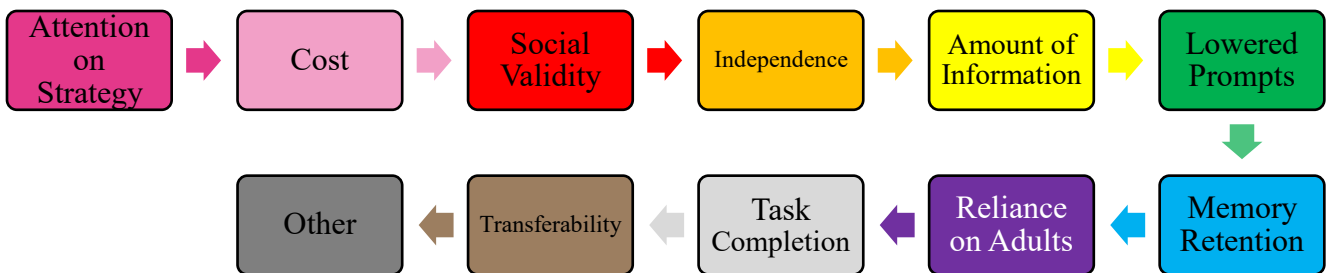 Attention
on
Strategy
Cost
Social
Validity
Independence
Amount of
Information
Lowered
Prompts
Memory
Retention
Reliance
on Adults
Task
Completion
Transferability
Other